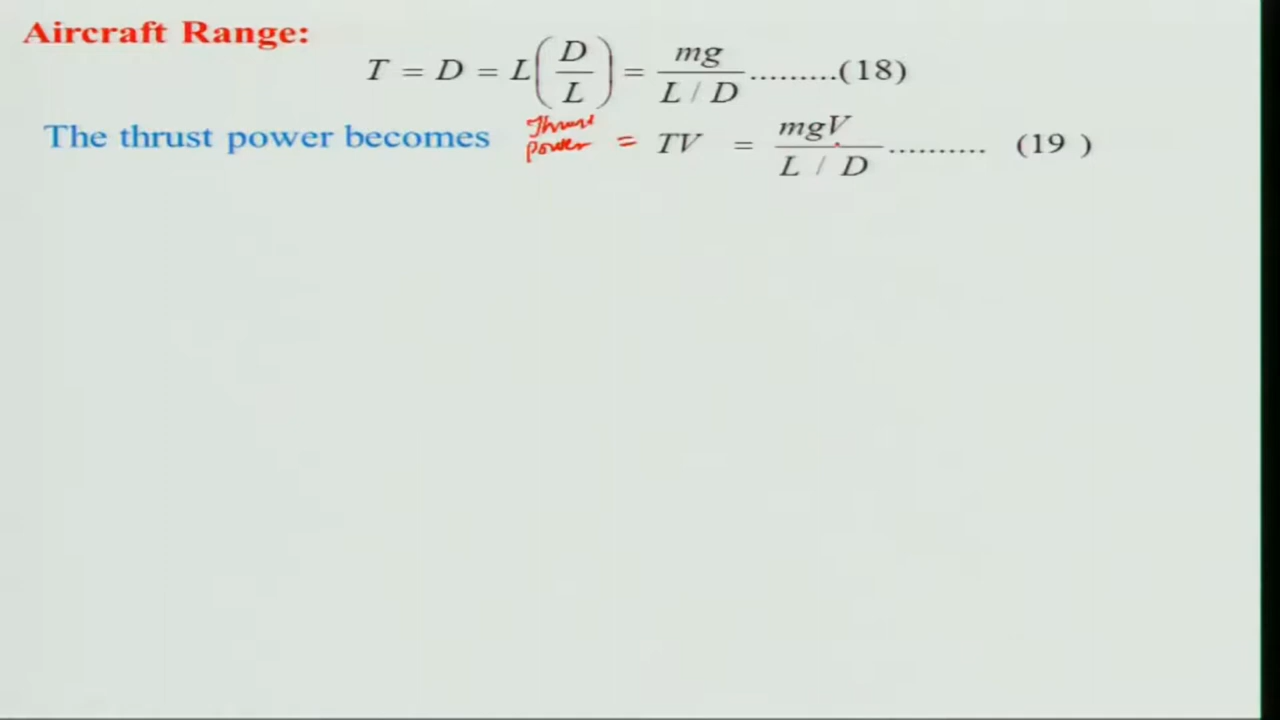 Aircraft Range:
T = D = L(D/L) = mg/(L / D) .........(18)
The thrust power becomes Thrust power = TV = mgV/(L / D) .......... (19 )